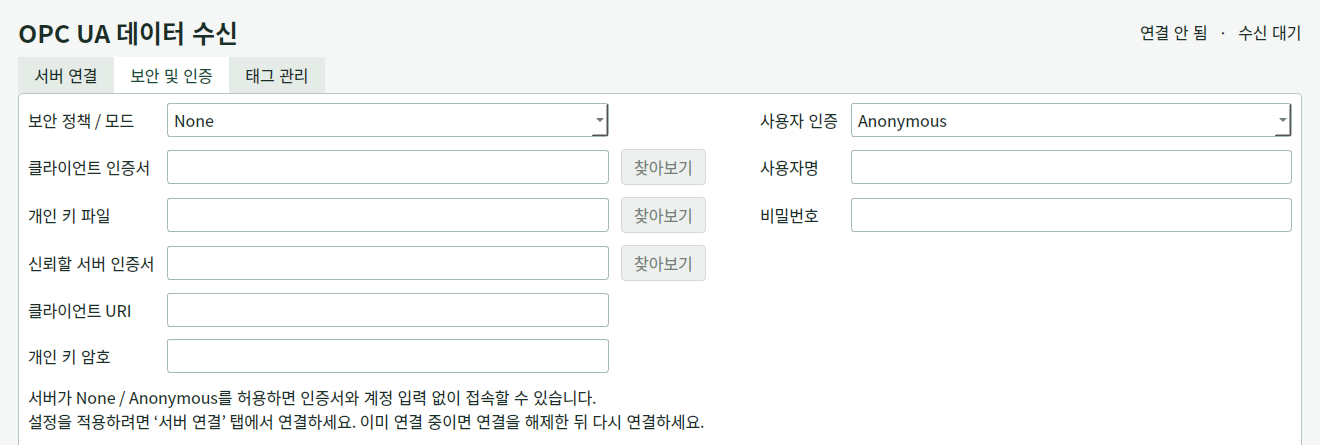 OPC UA 데이터 수신
연결 안 됨 · 수신 대기
서버 연결 보안 및 인증 태그 관리
보안 정책 / 모드 None 사용자 인증 Anonymous
클라이언트 인증서 찾아보기 사용자명
개인 키 파일 찾아보기 비밀번호
신뢰할 서버 인증서 찾아보기
클라이언트 URI
개인 키 암호
서버가 None / Anonymous를 허용하면 인증서와 계정 입력 없이 접속할 수 있습니다.
설정을 적용하려면 ‘서버 연결’ 탭에서 연결하세요. 이미 연결 중이면 연결을 해제한 뒤 다시 연결하세요.